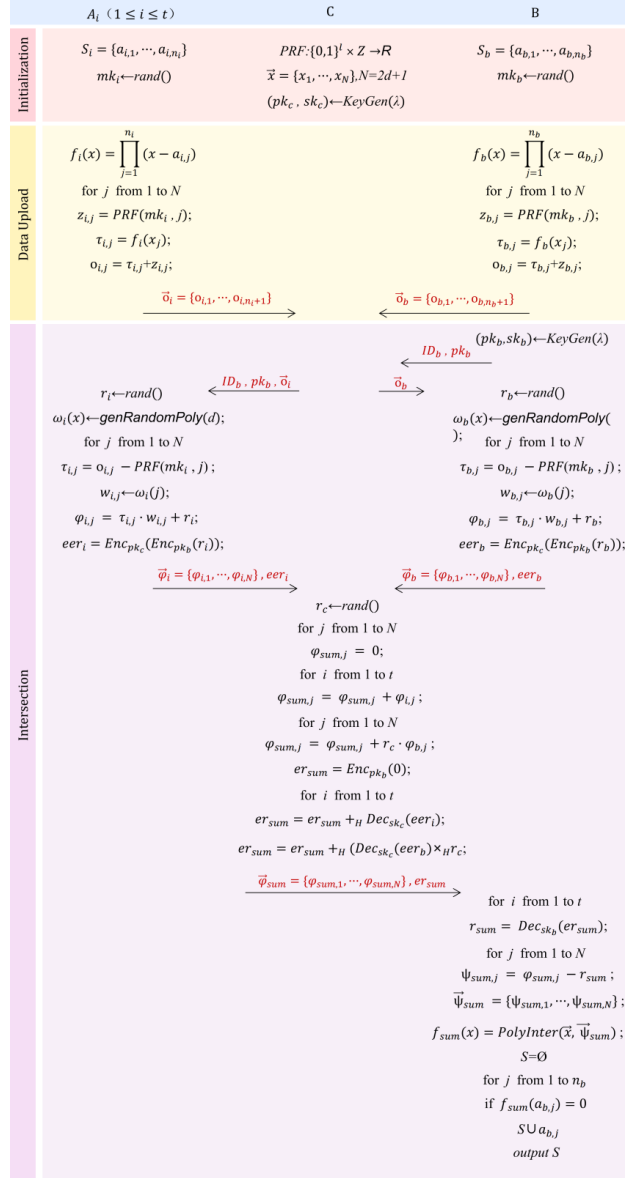 A_i（1≤i≤t）
C
B
Initialization
S_i = {a_{i,1}, ···, a_{i,n_i}}
mk_i←rand()
PRF:{0,1}^l × Z →R
x⃗ = {x_1, ···, x_N},N=2d+1
(pk_c , sk_c)←KeyGen(λ)
S_b = {a_{b,1}, ···, a_{b,n_b}}
mk_b←rand()
Data Upload
f_i(x) = ∏_{j=1}^{n_i} (x − a_{i,j})
for j from 1 to N
z_{i,j} = PRF(mk_i , j);
τ_{i,j} = f_i(x_j);
o_{i,j} = τ_{i,j}+z_{i,j};
o⃗_i = {o_{i,1}, ···, o_{i,n_i+1}}
f_b(x) = ∏_{j=1}^{n_b} (x − a_{b,j})
for j from 1 to N
z_{b,j} = PRF(mk_b , j);
τ_{b,j} = f_b(x_j);
o_{b,j} = τ_{b,j}+z_{b,j};
o⃗_b = {o_{b,1}, ···, o_{b,n_b+1}}
Intersection
(pk_b,sk_b)←KeyGen(λ)
ID_b , pk_b
ID_b , pk_b , o⃗_i
o⃗_b
r_i←rand()
ω_i(x)←genRandomPoly(d);
for j from 1 to N
τ_{i,j} = o_{i,j} − PRF(mk_i , j) ;
w_{i,j}←ω_i(j);
φ_{i,j} = τ_{i,j} · w_{i,j} + r_i;
eer_i = Enc_{pk_c}(Enc_{pk_b}(r_i));
φ⃗_i = {φ_{i,1}, ···, φ_{i,N}} , eer_i
r_b←rand()
ω_b(x)←genRandomPoly(
);
for j from 1 to N
τ_{b,j} = o_{b,j} − PRF(mk_b , j) ;
w_{b,j}←ω_b(j);
φ_{b,j} = τ_{b,j} · w_{b,j} + r_b;
eer_b = Enc_{pk_c}(Enc_{pk_b}(r_b));
φ⃗_b = {φ_{b,1}, ···, φ_{b,N}} , eer_b
r_c←rand()
for j from 1 to N
φ_{sum,j} = 0;
for i from 1 to t
φ_{sum,j} = φ_{sum,j} + φ_{i,j} ;
for j from 1 to N
φ_{sum,j} = φ_{sum,j} + r_c · φ_{b,j} ;
er_{sum} = Enc_{pk_b}(0);
for i from 1 to t
er_{sum} = er_{sum} +_H Dec_{sk_c}(eer_i);
er_{sum} = er_{sum} +_H (Dec_{sk_c}(eer_b)×_H r_c;
φ⃗_{sum} = {φ_{sum,1}, ···, φ_{sum,N}} , er_{sum}
for i from 1 to t
r_{sum} = Dec_{sk_b}(er_{sum});
for j from 1 to N
ψ_{sum,j} = φ_{sum,j} − r_{sum} ;
ψ⃗_{sum} = {ψ_{sum,1}, ···, ψ_{sum,N}} ;
f_{sum}(x) = PolyInter(x⃗, ψ⃗_{sum}) ;
S=Ø
for j from 1 to n_b
if f_{sum}(a_{b,j}) = 0
S∪a_{b,j}
output S